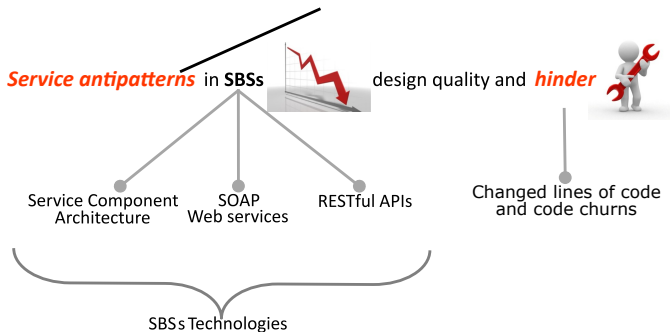 Service antipatterns in SBSs design quality and hinder
Service Component
Architecture
SOAP
Web services
RESTful APIs
Changed lines of code
and code churns
SBSs Technologies